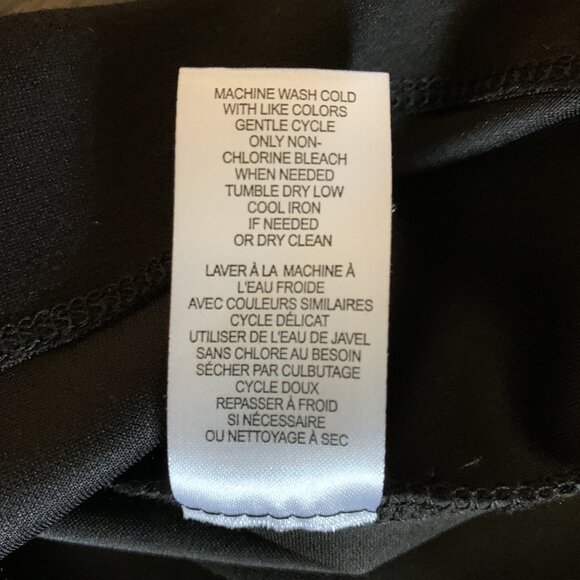 MACHINE WASH COLD
WITH LIKE COLORS
GENTLE CYCLE
ONLY NON-
CHLORINE BLEACH
WHEN NEEDED
TUMBLE DRY LOW
COOL IRON
IF NEEDED
OR DRY CLEAN
LAVER À LA MACHINE À
L'EAU FROIDE
AVEC COULEURS SIMILAIRES
CYCLE DÉLICAT
UTILISER DE L'EAU DE JAVEL
SANS CHLORE AU BESOIN
SÉCHER PAR CULBUTAGE
CYCLE DOUX
REPASSER À FROID
SI NÉCESSAIRE
OU NETTOYAGE À SEC